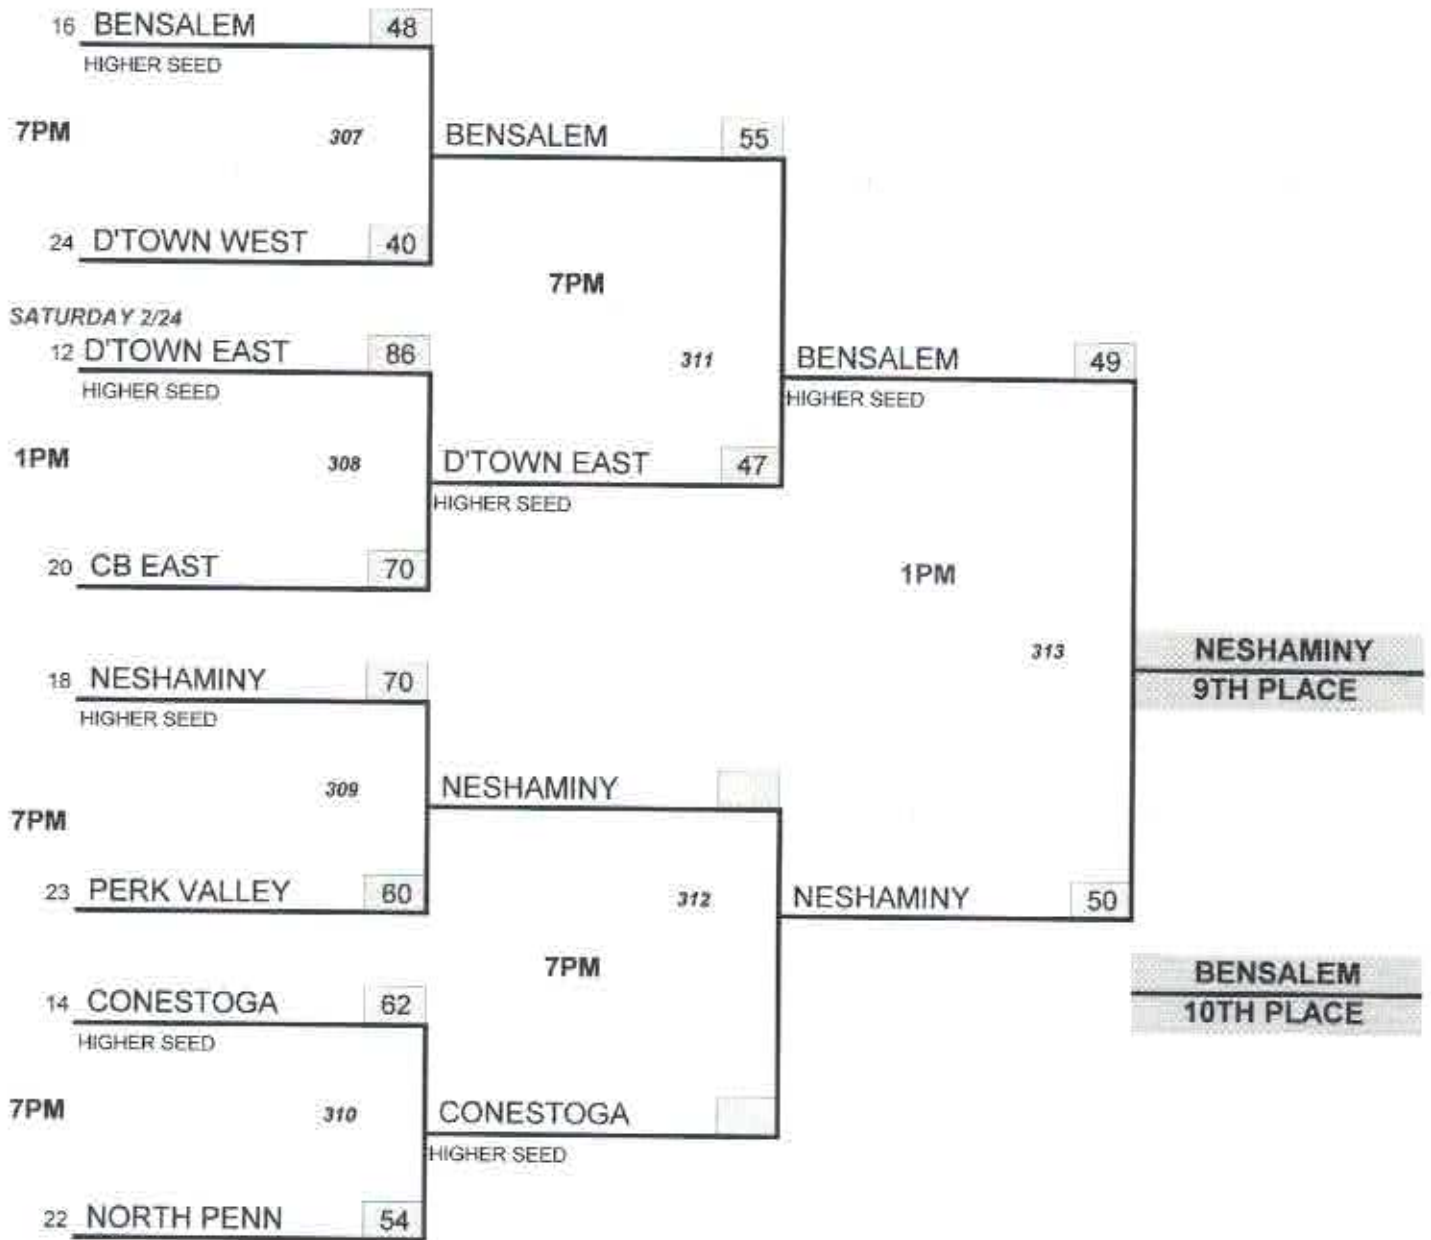 16 BENSALEM 48
HIGHER SEED
7PM 307 BENSALEM 55
24 D'TOWN WEST 40
7PM
SATURDAY 2/24
12 D'TOWN EAST 86
HIGHER SEED
311 BENSALEM 49
HIGHER SEED
1PM 308 D'TOWN EAST 47
HIGHER SEED
20 CB EAST 70
1PM
313 NESHAMINY
9TH PLACE
18 NESHAMINY 70
HIGHER SEED
309 NESHAMINY
7PM
23 PERK VALLEY 60
312 NESHAMINY 50
7PM
BENSALEM
10TH PLACE
14 CONESTOGA 62
HIGHER SEED
7PM 310 CONESTOGA
HIGHER SEED
22 NORTH PENN 54